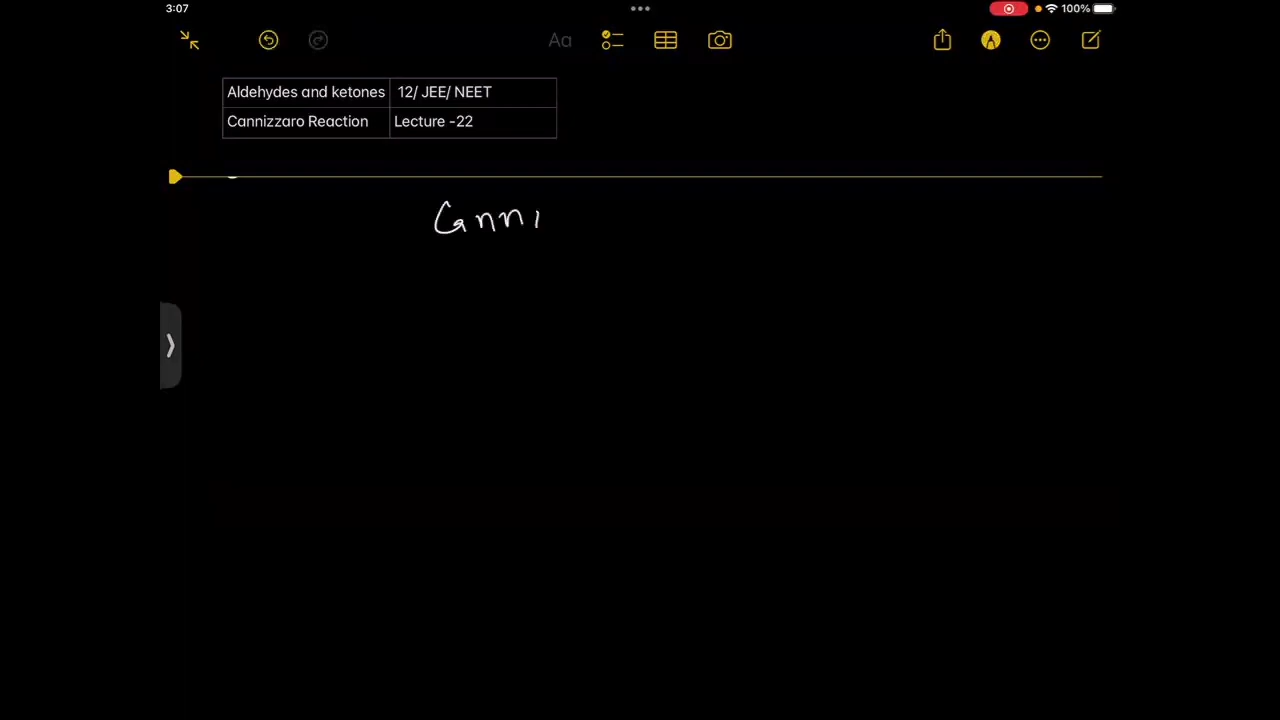 3:07
100%
Aa
Aldehydes and ketones 12/ JEE/ NEET
Cannizzaro Reaction Lecture -22
Canni